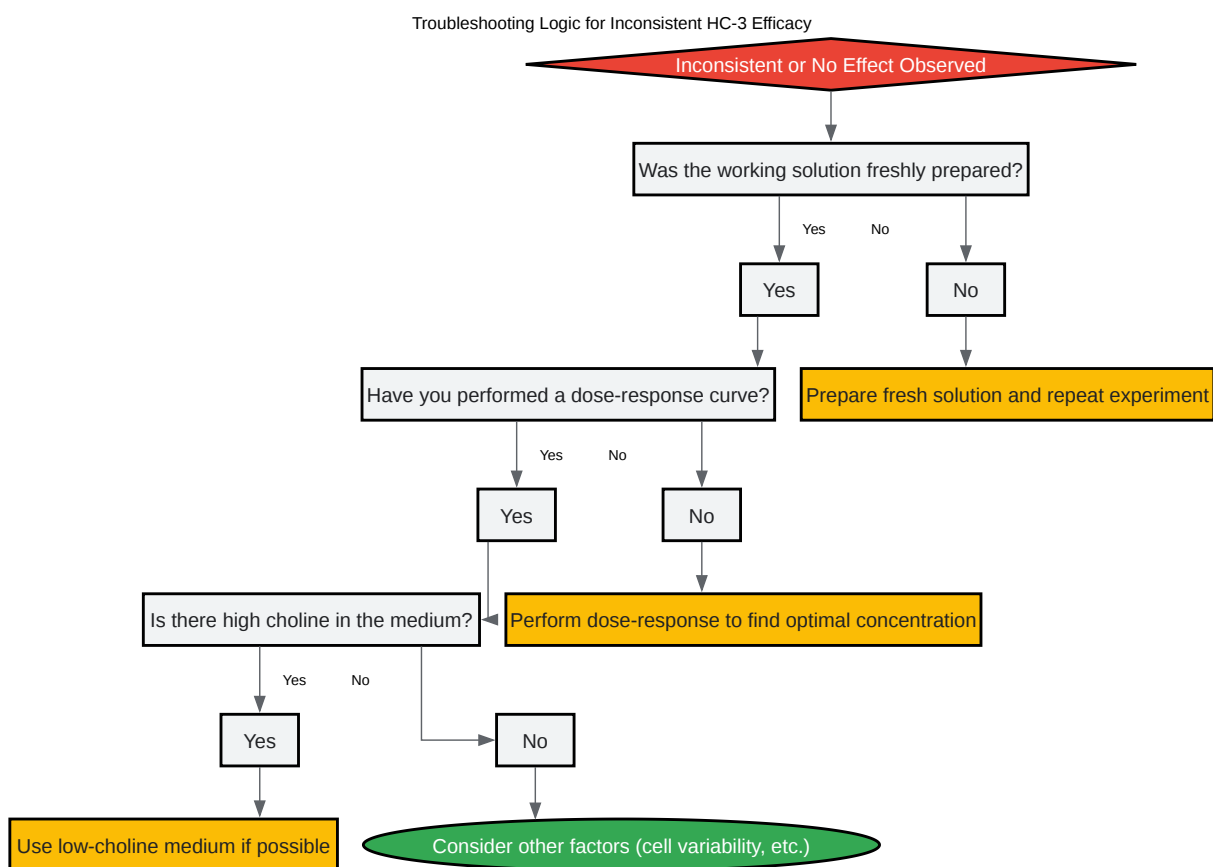 Troubleshooting Logic for Inconsistent HC-3 Efficacy
Inconsistent or No Effect Observed
Was the working solution freshly prepared?
Yes
No
Yes
No
Have you performed a dose-response curve?
Prepare fresh solution and repeat experiment
Yes
No
Yes
No
Is there high choline in the medium?
Perform dose-response to find optimal concentration
Yes
No
Yes
No
Use low-choline medium if possible
Consider other factors (cell variability, etc.)